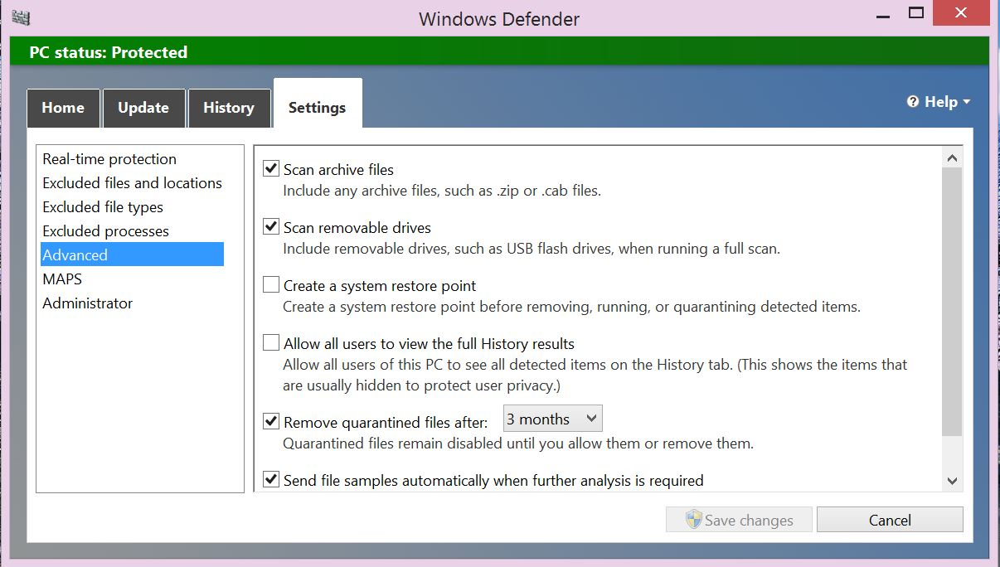 Windows Defender
PC status: Protected
Home
Update
History
Settings
Help
Real-time protection
Excluded files and locations
Excluded file types
Excluded processes
Advanced
MAPS
Administrator
Scan archive files
Include any archive files, such as .zip or .cab files.
Scan removable drives
Include removable drives, such as USB flash drives, when running a full scan.
Create a system restore point
Create a system restore point before removing, running, or quarantining detected items.
Allow all users to view the full History results
Allow all users of this PC to see all detected items on the History tab. (This shows the items that
are usually hidden to protect user privacy.)
Remove quarantined files after: 3 months
Quarantined files remain disabled until you allow them or remove them.
Send file samples automatically when further analysis is required
Save changes
Cancel